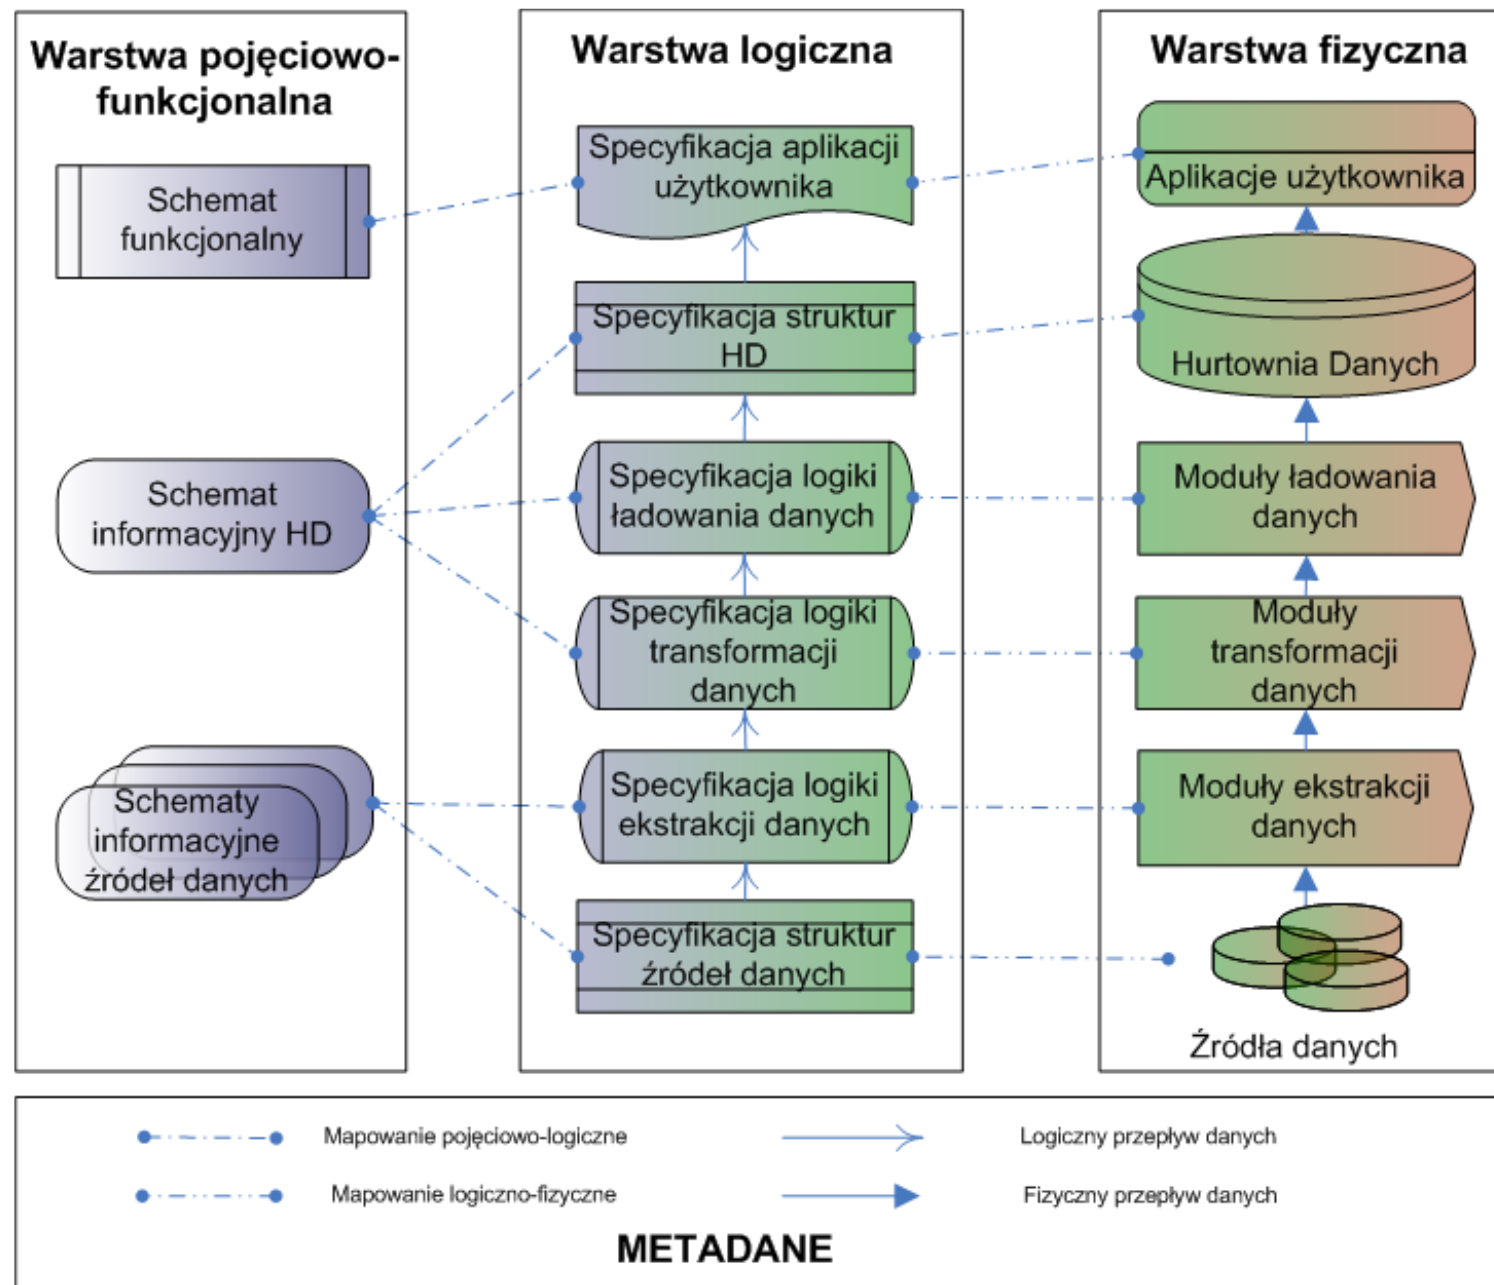 Warstwa pojęciowo-
funkcjonalna
Schemat
funkcjonalny
Schemat
informacyjny HD
Schematy
informacyjne
źródeł danych
Warstwa logiczna
Specyfikacja aplikacji
użytkownika
Specyfikacja struktur
HD
Specyfikacja logiki
ładowania danych
Specyfikacja logiki
transformacji
danych
Specyfikacja logiki
ekstrakcji danych
Specyfikacja struktur
źródeł danych
Warstwa fizyczna
Aplikacje użytkownika
Hurtownia Danych
Moduły ładowania
danych
Moduły
transformacji
danych
Moduły ekstrakcji
danych
Źródła danych
Mapowanie pojęciowo-logiczne
Logiczny przepływ danych
Mapowanie logiczno-fizyczne
Fizyczny przepływ danych
METADANE